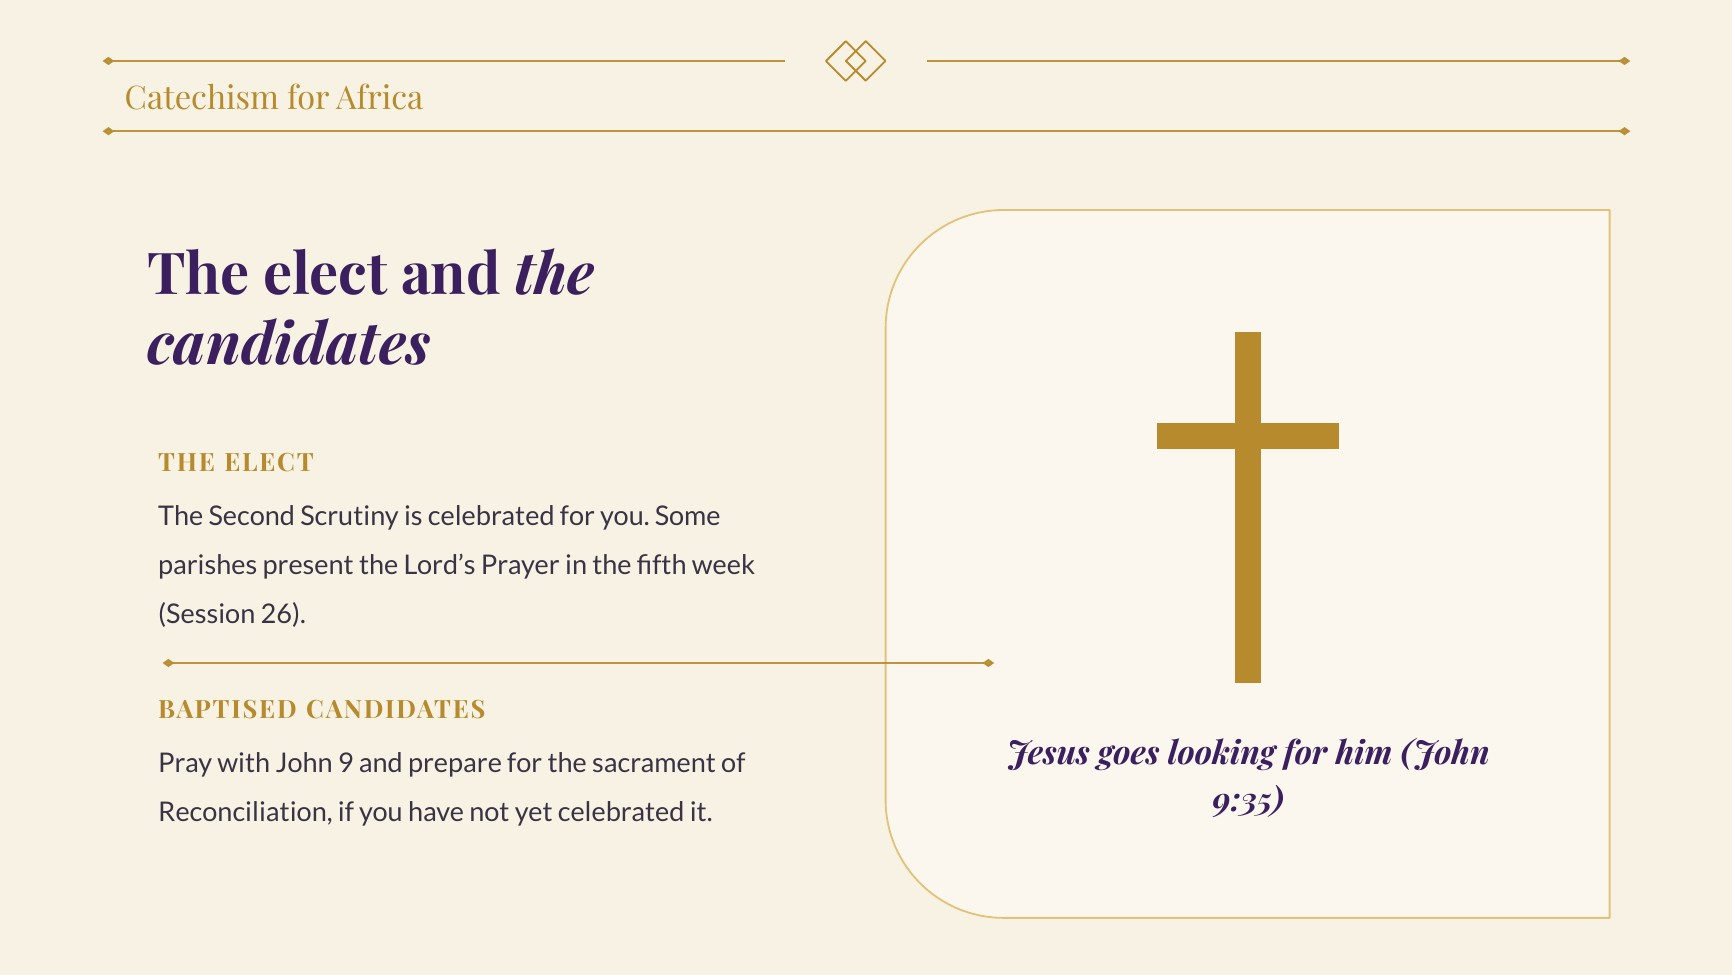 Catechism for Africa
The elect and the
candidates
THE ELECT
The Second Scrutiny is celebrated for you. Some
parishes present the Lord’s Prayer in the fifth week
(Session 26).
BAPTISED CANDIDATES
Pray with John 9 and prepare for the sacrament of
Reconciliation, if you have not yet celebrated it.
Jesus goes looking for him (John
9:35)